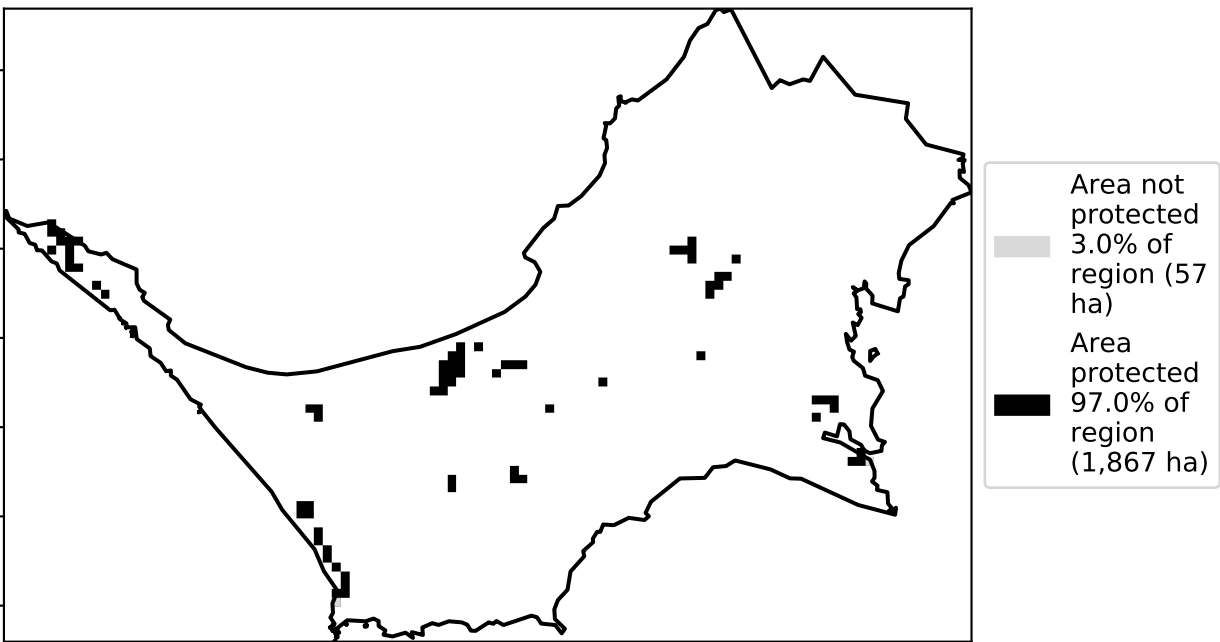 Area not
protected
3.0% of
region (57
ha)
Area
protected
97.0% of
region
(1,867 ha)